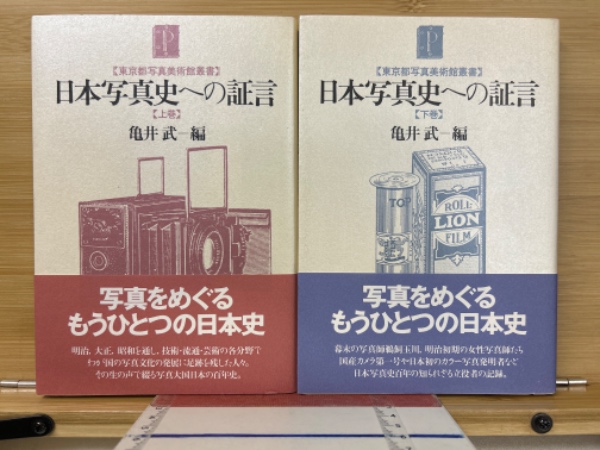 P
【東京都写真美術館叢書】
日本写真史への証言
【上巻】
亀井 武―編
写真をめぐる
もうひとつの日本史
明治、大正、昭和を通し、技術・流通・芸術の各分野で
わが国の写真文化の発展に足跡を残した人々。
その生の声で綴る写真大国日本の百年史。
P
【東京都写真美術館叢書】
日本写真史への証言
【下巻】
亀井 武―編
TOP
ROLL
LION
FILM
写真をめぐる
もうひとつの日本史
幕末の写真師鵜飼玉川、明治初期の女性写真師たち
国産カメラ第一号や日本初のカラー写真発明者など
日本写真史百年の知られざる立役者の記録。